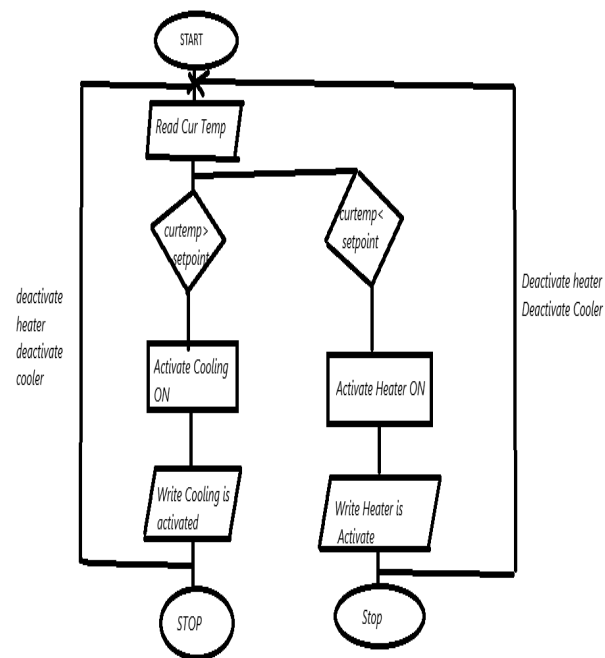 START
Read Cur Temp
curtemp>
setpoint
curtemp<
setpoint
deactivate
heater
deactivate
cooler
Deactivate heater
Deactivate Cooler
Activate Cooling
ON
Activate Heater ON
Write Cooling is
activated
Write Heater is
Activate
STOP
Stop